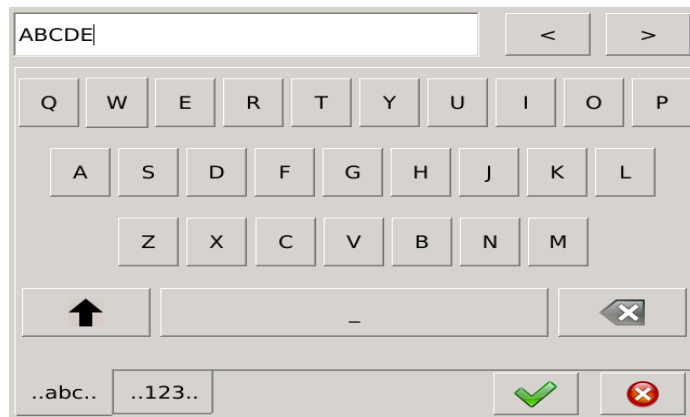 ABCDE < >
Q W E R T Y U I O P
A S D F G H J K L
Z X C V B N M
_
..abc.. ..123..